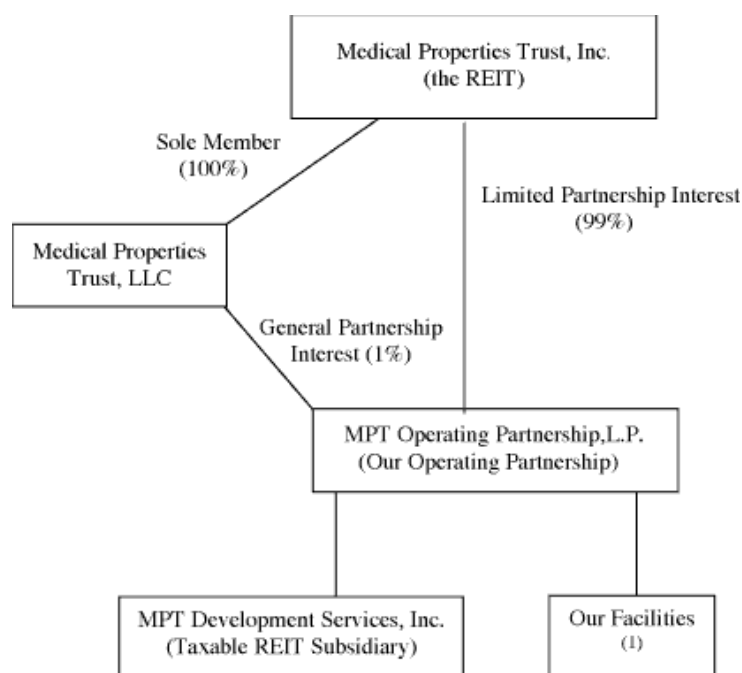 Medical Properties Trust, Inc.
(the REIT)
Sole Member
(100%)
Limited Partnership Interest
(99%)
Medical Properties
Trust, LLC
General Partnership
Interest (1%)
MPT Operating Partnership,L.P.
(Our Operating Partnership)
MPT Development Services, Inc.
(Taxable REIT Subsidiary)
Our Facilities
(1)